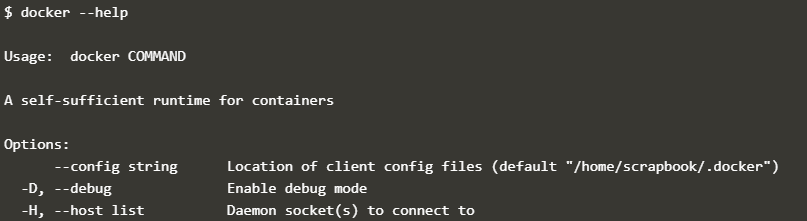 $ docker --help
Usage:  docker COMMAND
A self-sufficient runtime for containers
Options:
      --config string      Location of client config files (default "/home/scrapbook/.docker")
  -D, --debug              Enable debug mode
  -H, --host list          Daemon socket(s) to connect to